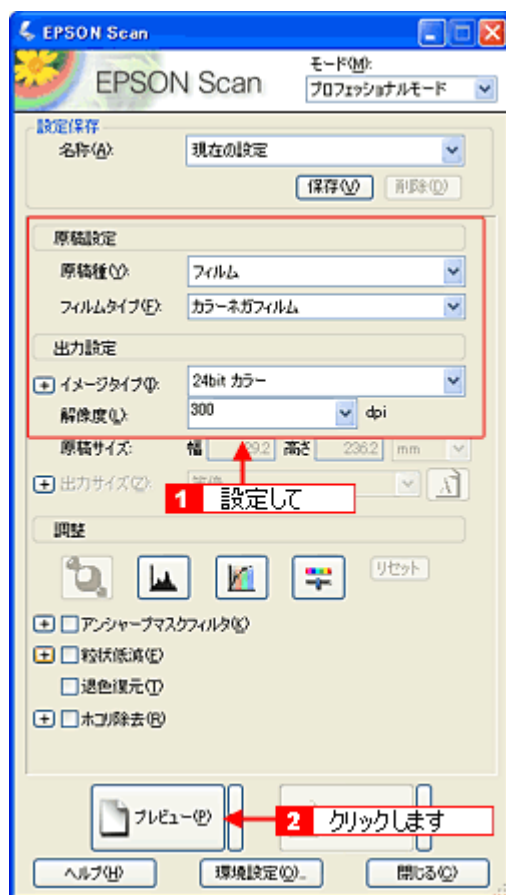 EPSON Scan
EPSON Scan
モード(M):
プロフェッショナルモード
設定保存
名称(A):
現在の設定
保存(V)
削除(D)
原稿設定
原稿種(Y):
フィルム
フィルムタイプ(F):
カラーネガフィルム
出力設定
イメージタイプ(I):
24bit カラー
解像度(L):
300
dpi
原稿サイズ:
幅
高さ
236.2
mm
出力サイズ(Z):
1 設定して
調整
リセット
アンシャープマスクフィルタ(K)
粒状低減(E)
退色復元(T)
ホコリ除去(R)
プレビュー(P)
2 クリックします
ヘルプ(H)
環境設定(O)...
閉じる(C)